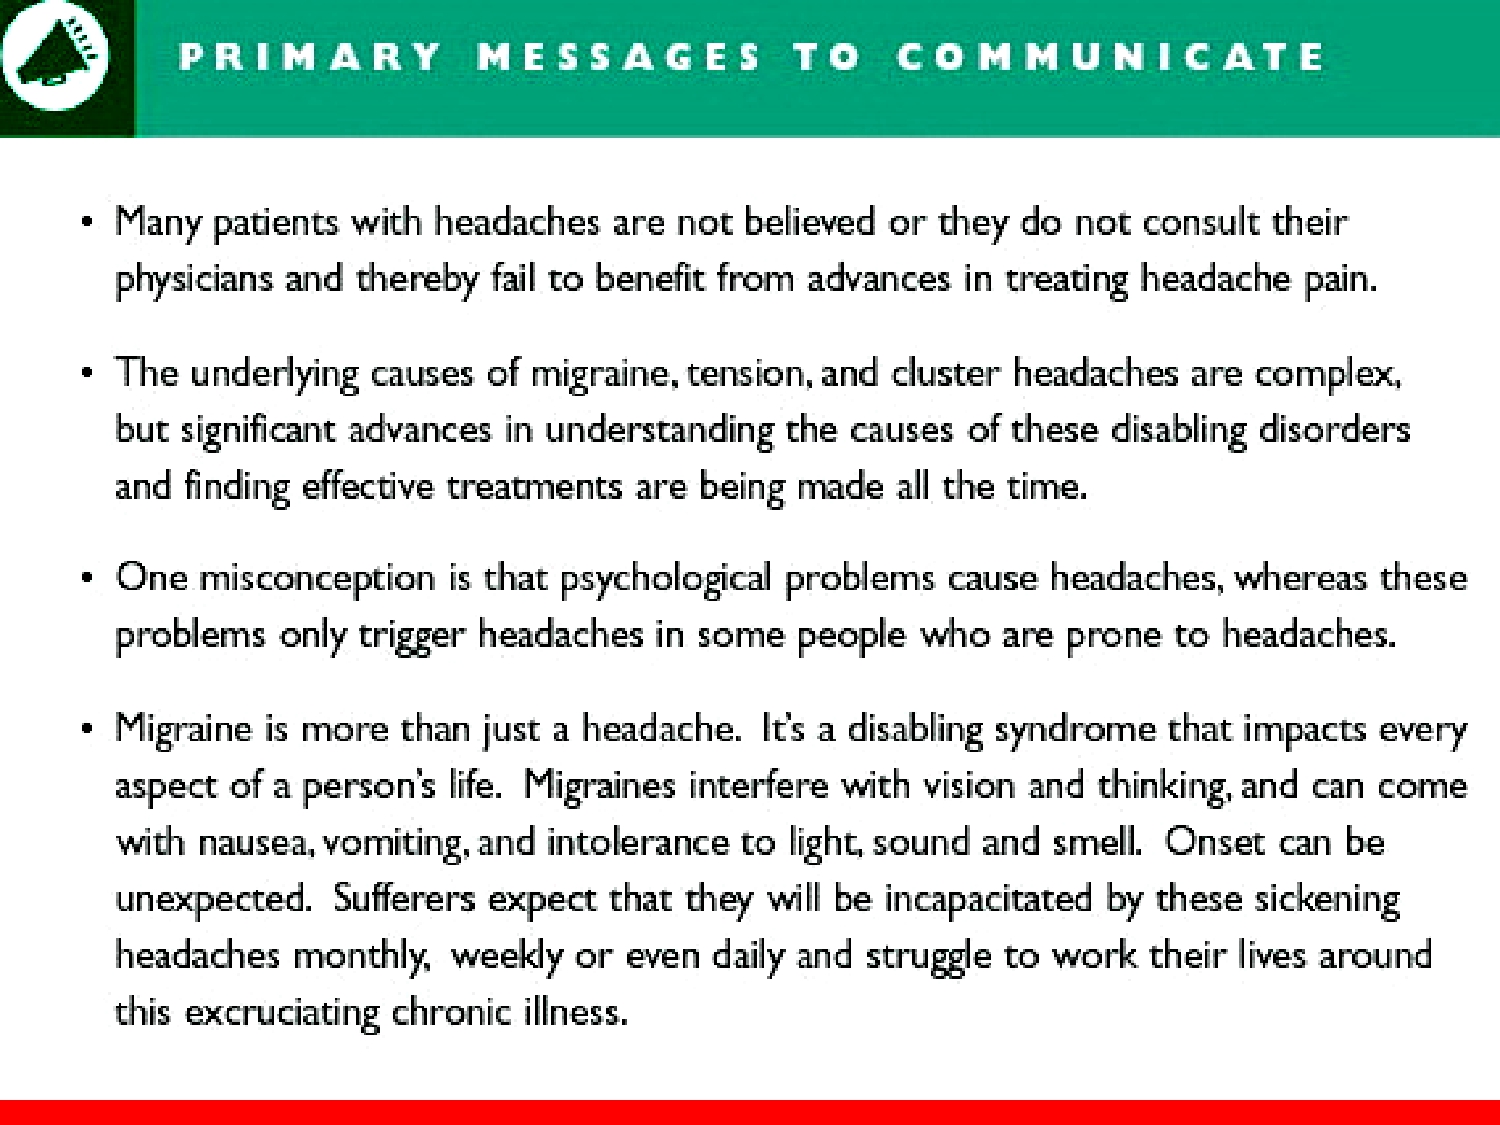 PRIMARY MESSAGES TO COMMUNICATE
• Many patients with headaches are not believed or they do not consult their
physicians and thereby fail to benefit from advances in treating headache pain.
• The underlying causes of migraine, tension, and cluster headaches are complex,
but significant advances in understanding the causes of these disabling disorders
and finding effective treatments are being made all the time.
• One misconception is that psychological problems cause headaches, whereas these
problems only trigger headaches in some people who are prone to headaches.
• Migraine is more than just a headache. It's a disabling syndrome that impacts every
aspect of a person's life. Migraines interfere with vision and thinking, and can come
with nausea, vomiting, and intolerance to light, sound and smell. Onset can be
unexpected. Sufferers expect that they will be incapacitated by these sickening
headaches monthly, weekly or even daily and struggle to work their lives around
this excruciating chronic illness.